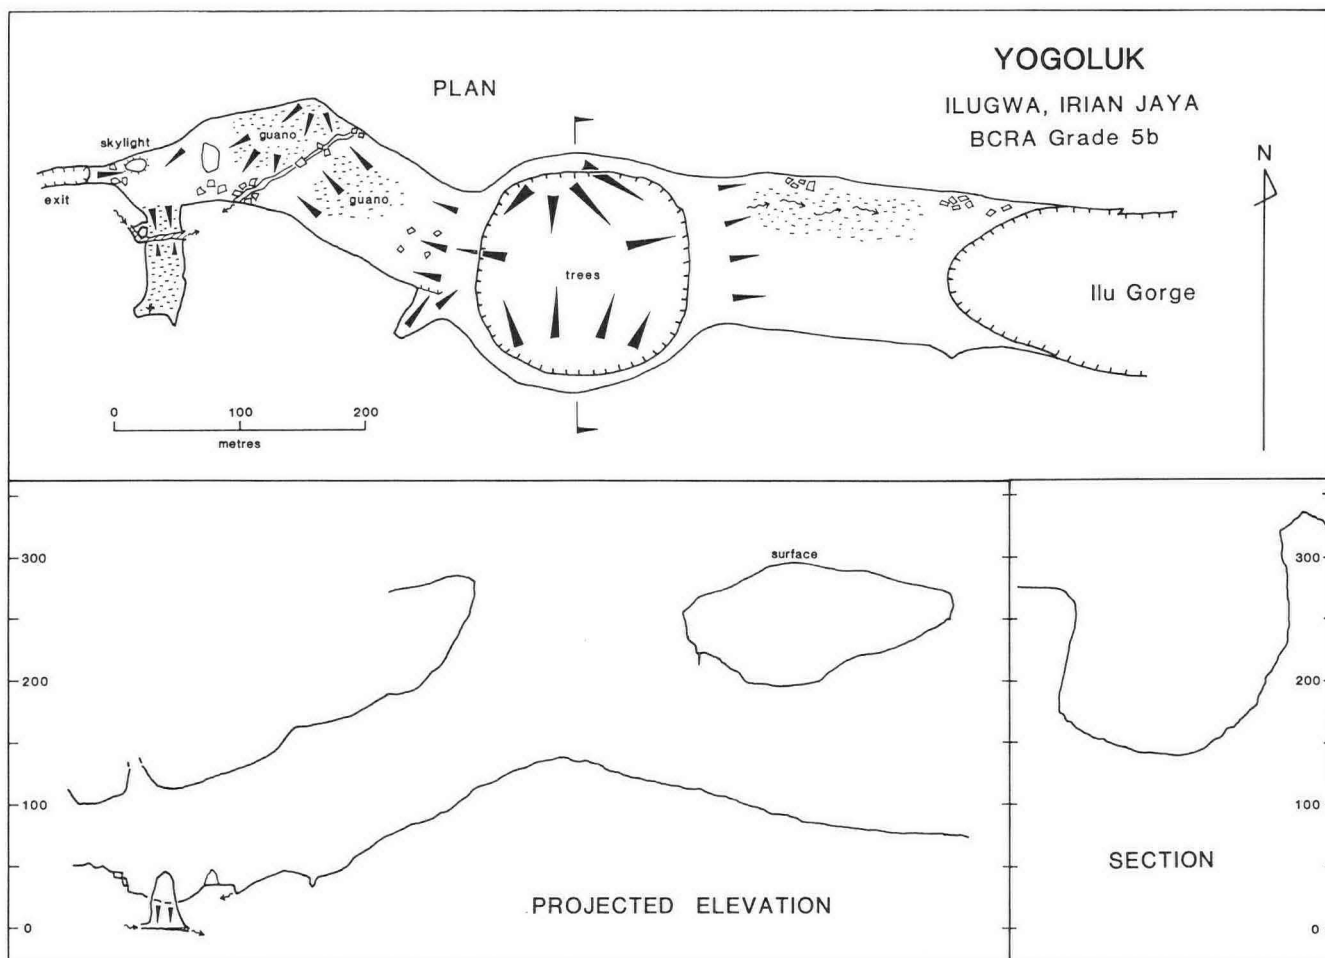 YOGOLUK
ILUGWA, IRIAN JAYA
BCRA Grade 5b
PLAN
N
skylight
guano
exit
guano
trees
Ilu Gorge
0 100 200
metres
surface
300 300
200 200
100 100
SECTION
PROJECTED ELEVATION
0 0